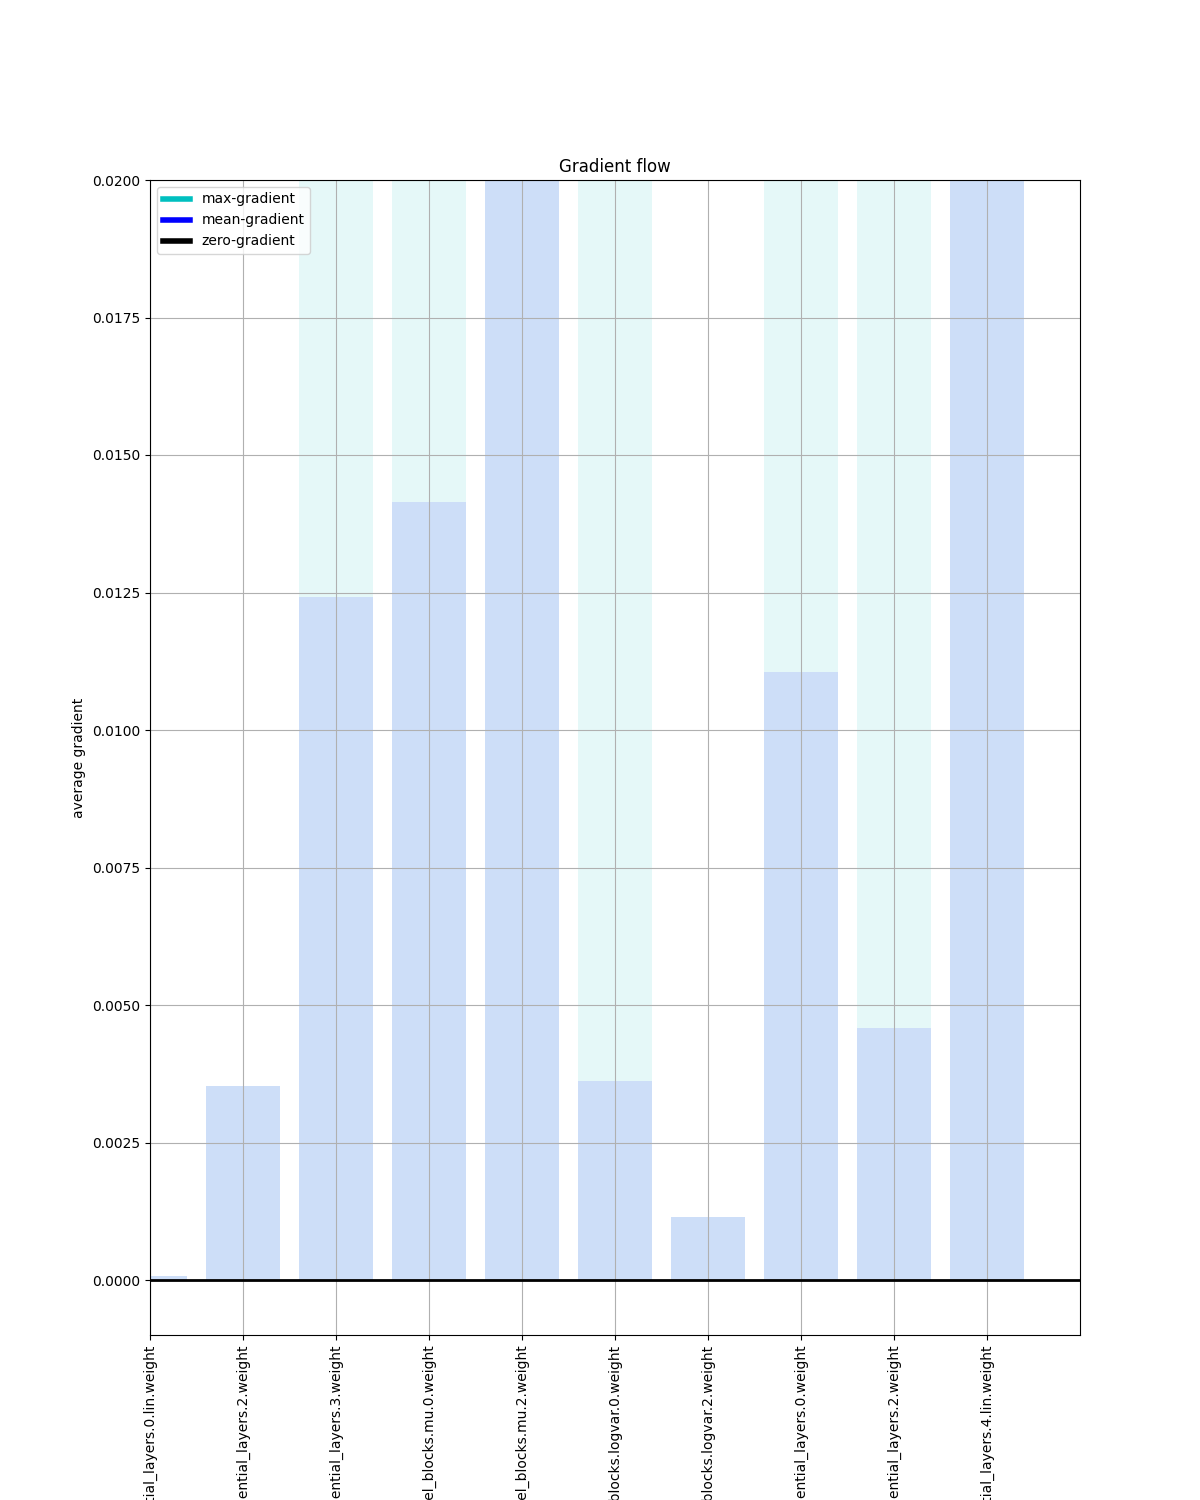 Gradient flow
max-gradient
mean-gradient
zero-gradient
0.0200
0.0175
0.0150
0.0125
0.0100
0.0075
0.0050
0.0025
0.0000
average gradient
tial_layers.0.lin.weight
ential_layers.2.weight
ential_layers.3.weight
el_blocks.mu.0.weight
el_blocks.mu.2.weight
blocks.logvar.0.weight
blocks.logvar.2.weight
ential_layers.0.weight
ential_layers.2.weight
tial_layers.4.lin.weight